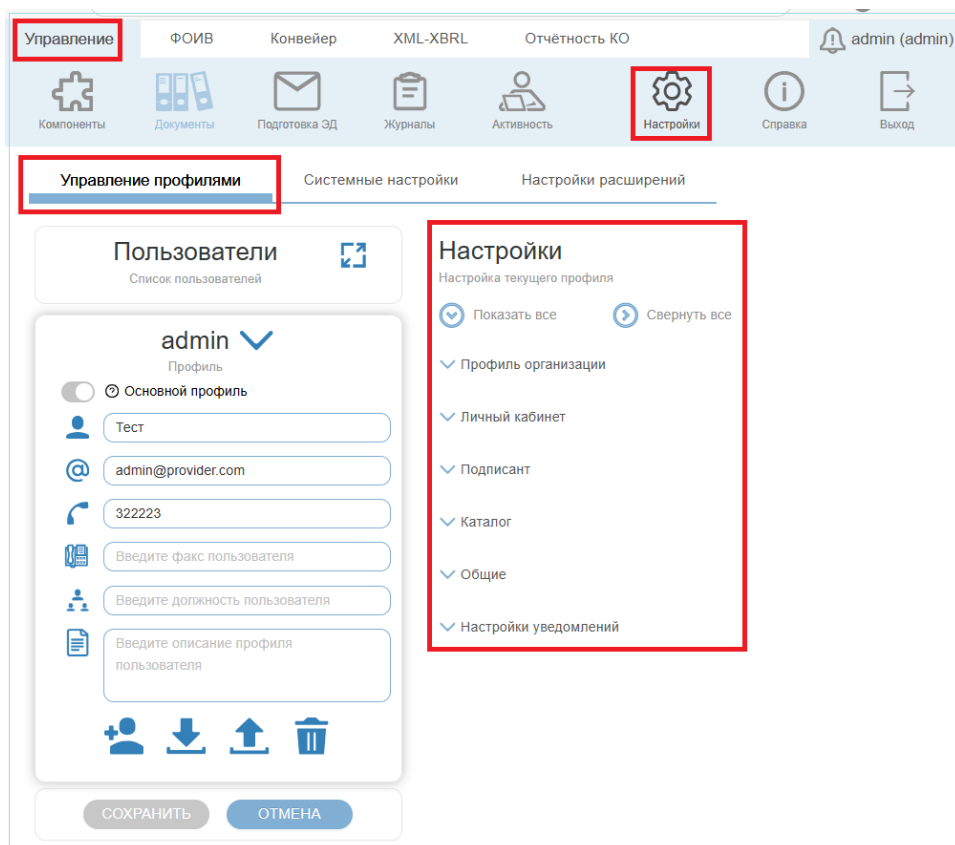 Управление ФОИВ Конвейер XML-XBRL Отчётность КО admin (admin)
Компоненты Документы Подготовка ЭД Журналы Активность Настройки Справка Выход
Управление профилями Системные настройки Настройки расширений
Пользователи
Список пользователей
admin
Профиль
Основной профиль
Тест
admin@provider.com
322223
Введите факс пользователя
Введите должность пользователя
Введите описание профиля
пользователя
СОХРАНИТЬ ОТМЕНА
Настройки
Настройка текущего профиля
Показать все Свернуть все
Профиль организации
Личный кабинет
Подписант
Каталог
Общие
Настройки уведомлений